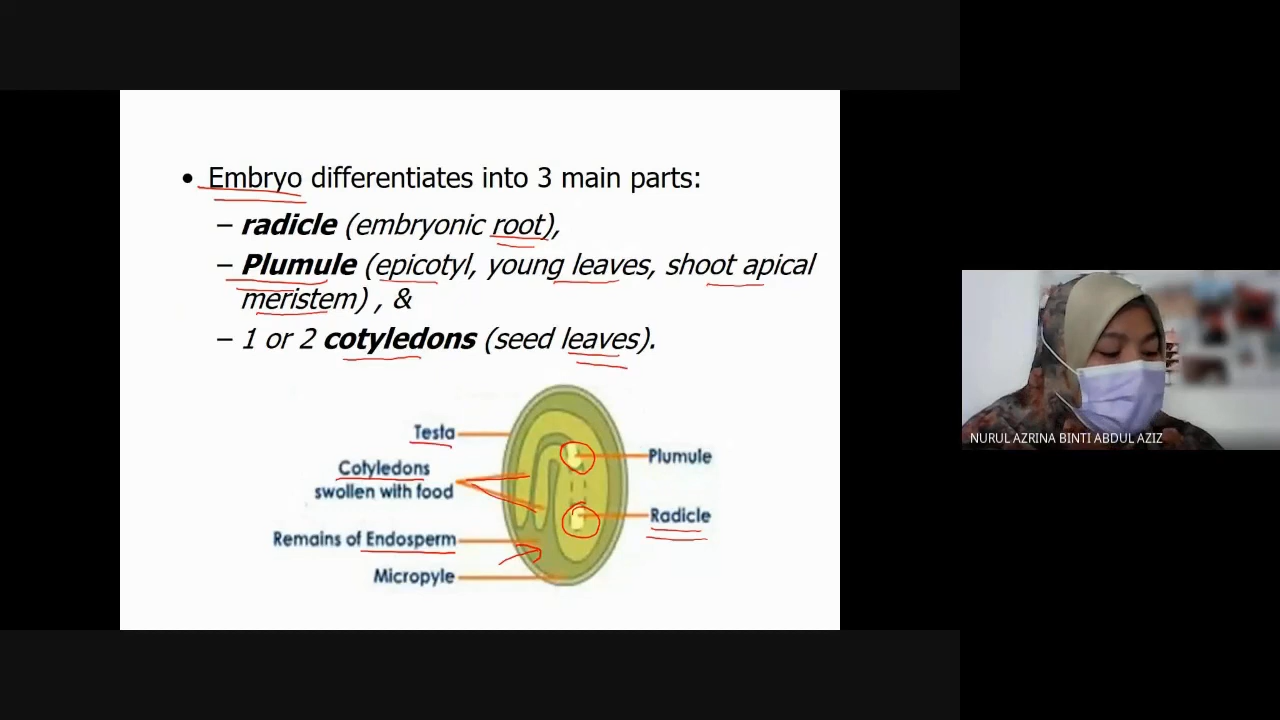 • Embryo differentiates into 3 main parts:
– radicle (embryonic root),
– Plumule (epicotyl, young leaves, shoot apical
meristem) , &
– 1 or 2 cotyledons (seed leaves).
Testa
Cotyledons
swollen with food
Remains of Endosperm
Micropyle
Plumule
Radicle
NURUL AZRINA BINTI ABDUL AZIZ